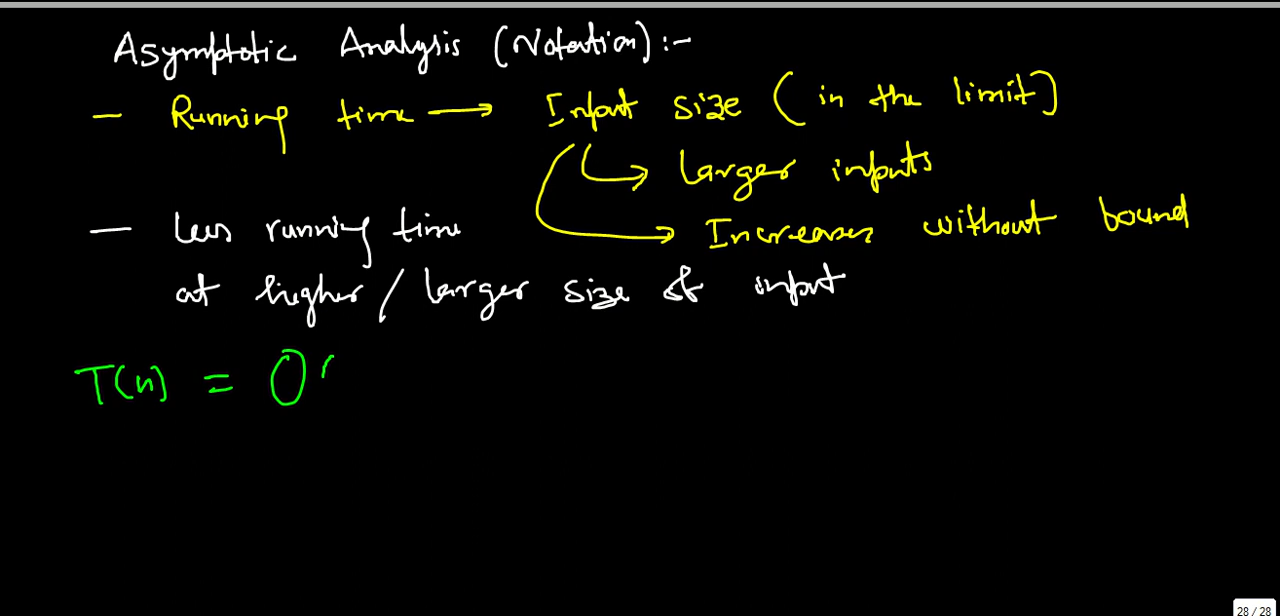 Asymptotic Analysis (Notation) :-
- Running time → Input size (in the limit)
↳ Larger inputs
→ Increases without bound
- Less running time
at higher / larger size of input
T(n) = O(
28 / 28